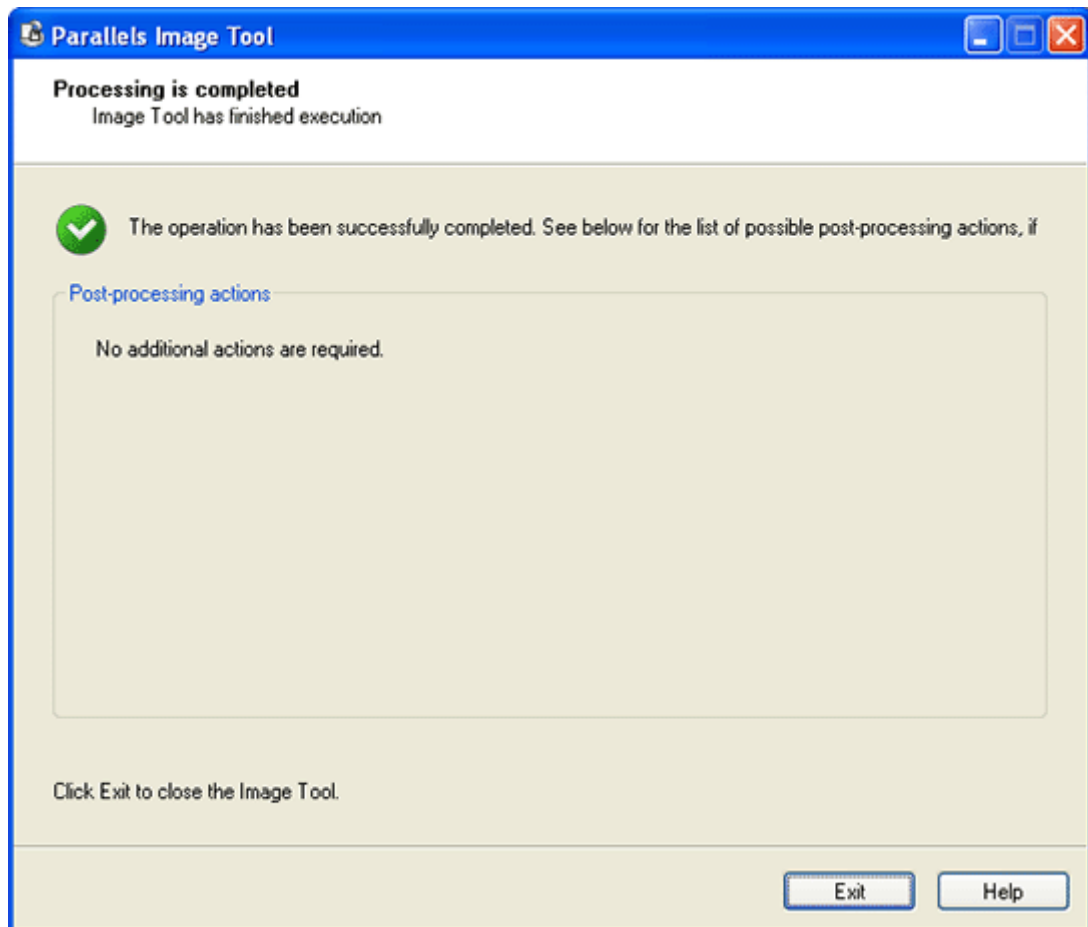 Parallels Image Tool
Processing is completed
Image Tool has finished execution
The operation has been successfully completed. See below for the list of possible post-processing actions, if
Post-processing actions
No additional actions are required.
Click Exit to close the Image Tool.
Exit
Help